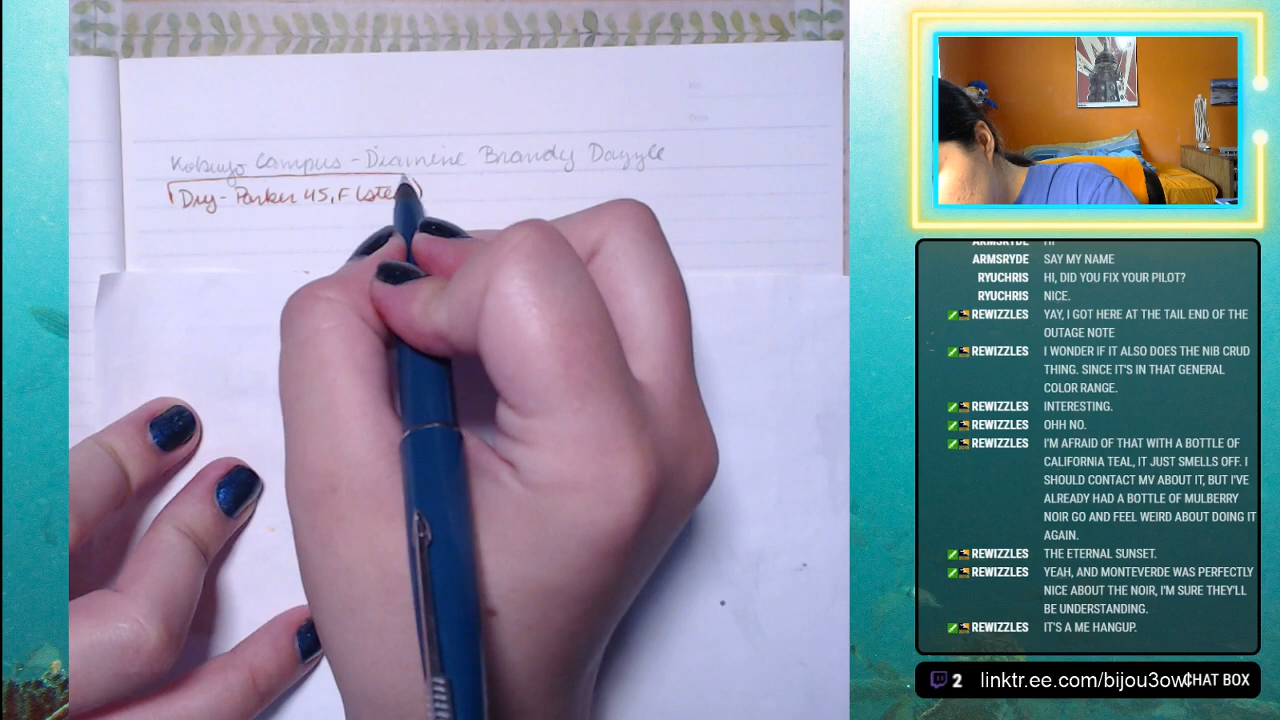 Kokuyo Campus - Diamine Brandy Dazzle
Dry - Parker 45, F (stee
ARMSRYDE HI
ARMSRYDE SAY MY NAME
RYUCHRIS HI, DID YOU FIX YOUR PILOT?
RYUCHRIS NICE.
REWIZZLES YAY, I GOT HERE AT THE TAIL END OF THE
OUTAGE NOTE
REWIZZLES I WONDER IF IT ALSO DOES THE NIB CRUD
THING. SINCE IT'S IN THAT GENERAL
COLOR RANGE.
REWIZZLES INTERESTING.
REWIZZLES OHH NO.
REWIZZLES I'M AFRAID OF THAT WITH A BOTTLE OF
CALIFORNIA TEAL, IT JUST SMELLS OFF. I
SHOULD CONTACT MV ABOUT IT, BUT I'VE
ALREADY HAD A BOTTLE OF MULBERRY
NOIR GO AND FEEL WEIRD ABOUT DOING IT
AGAIN.
REWIZZLES THE ETERNAL SUNSET.
REWIZZLES YEAH, AND MONTEVERDE WAS PERFECTLY
NICE ABOUT THE NOIR, I'M SURE THEY'LL
BE UNDERSTANDING.
REWIZZLES IT'S A ME HANGUP.
2 linktr.ee.com/bijou3owl CHAT BOX